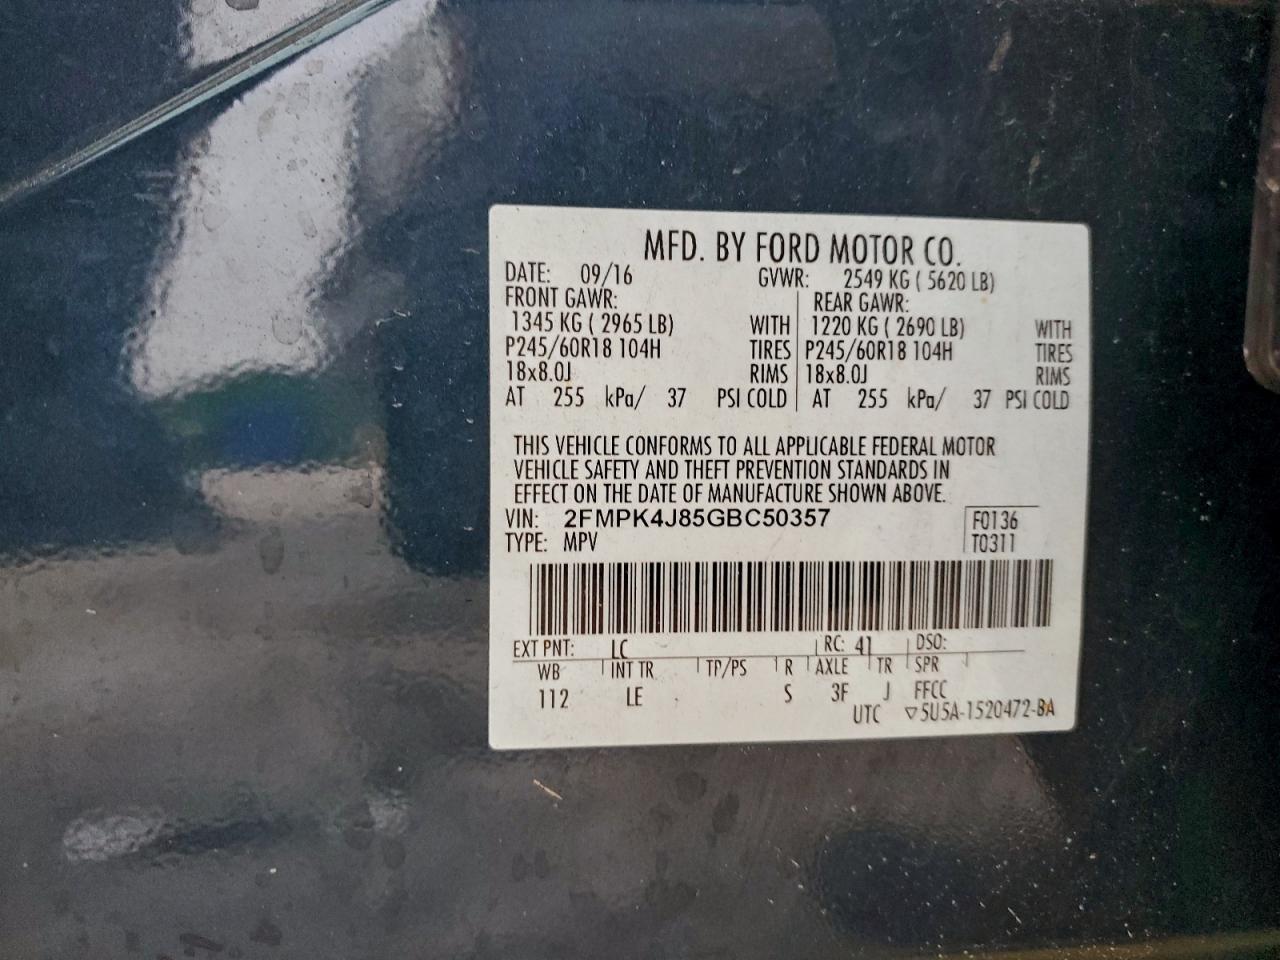 MFD. BY FORD MOTOR CO.
DATE: 09/16 GVWR: 2549 KG ( 5620 LB)
FRONT GAWR: REAR GAWR:
1345 KG ( 2965 LB) WITH 1220 KG ( 2690 LB) WITH
P245/60R18 104H TIRES P245/60R18 104H TIRES
18x8.0J RIMS 18x8.0J RIMS
AT 255 kPa/ 37 PSI COLD AT 255 kPa/ 37 PSI COLD
THIS VEHICLE CONFORMS TO ALL APPLICABLE FEDERAL MOTOR
VEHICLE SAFETY AND THEFT PREVENTION STANDARDS IN
EFFECT ON THE DATE OF MANUFACTURE SHOWN ABOVE.
VIN: 2FMPK4J85GBC50357 F0136
TYPE: MPV T0311
EXT PNT: LC RC: 41 DSO:
WB INT TR TP/PS R AXLE TR SPR
112 LE S 3F J FFCC
UTC ▽5U5A-1520472-BA